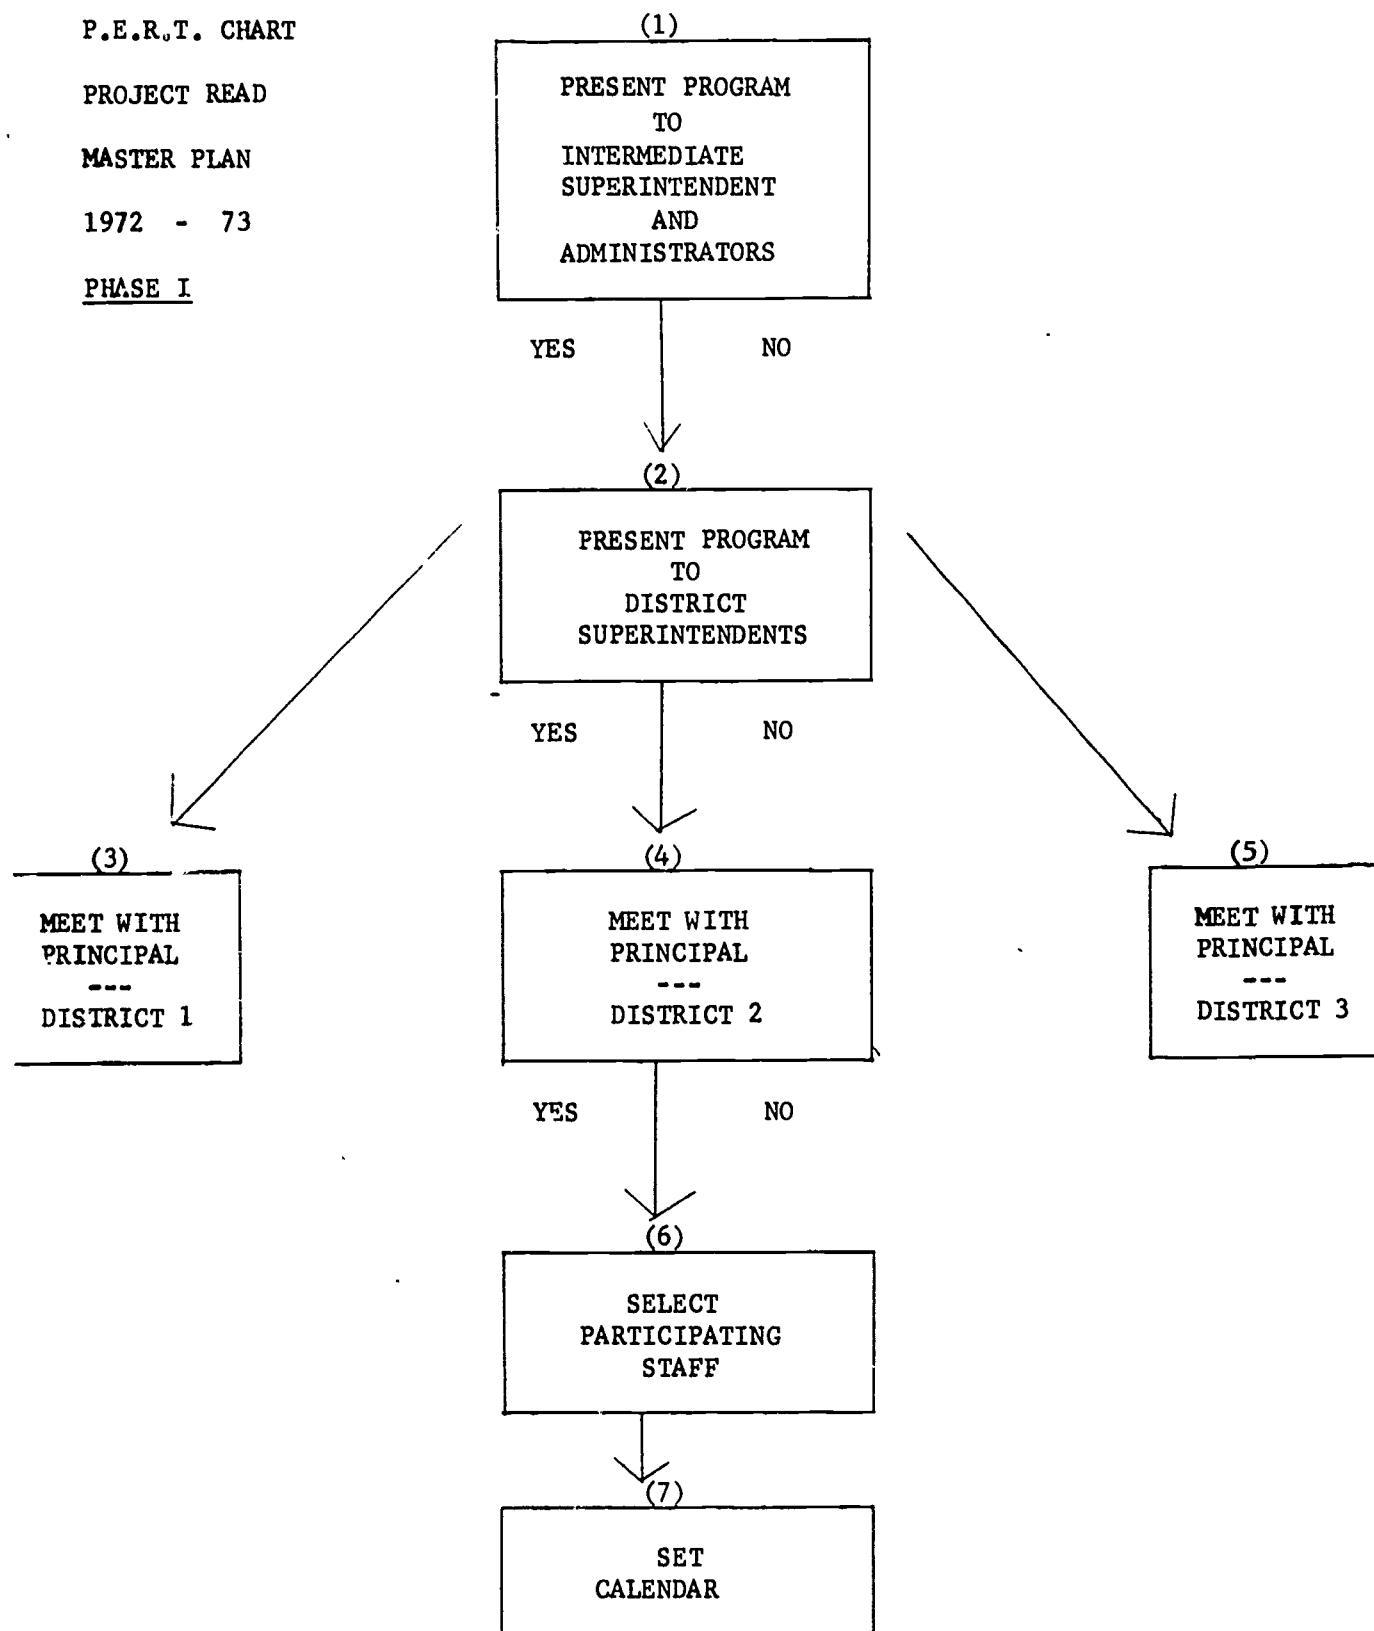 P.E.R.T. CHART
PROJECT READ
MASTER PLAN
1972 - 73
PHASE I
(1)
PRESENT PROGRAM
TO
INTERMEDIATE
SUPERINTENDENT
AND
ADMINISTRATORS
YES NO
(2)
PRESENT PROGRAM
TO
DISTRICT
SUPERINTENDENTS
YES NO
(3)
MEET WITH
PRINCIPAL
---
DISTRICT 1
(4)
MEET WITH
PRINCIPAL
---
DISTRICT 2
(5)
MEET WITH
PRINCIPAL
---
DISTRICT 3
YES NO
(6)
SELECT
PARTICIPATING
STAFF
(7)
SET
CALENDAR